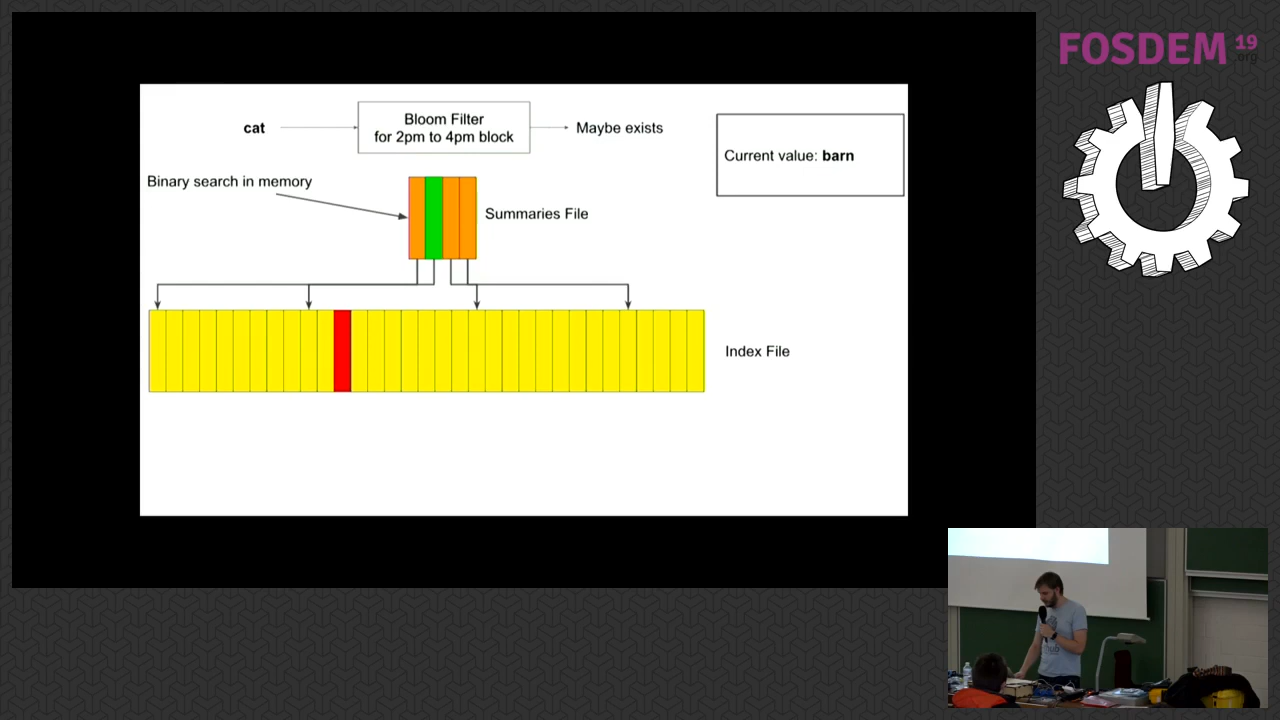 FOSDEM 19
.org
cat
Bloom Filter
for 2pm to 4pm block
Maybe exists
Current value: barn
Binary search in memory
Summaries File
Index File